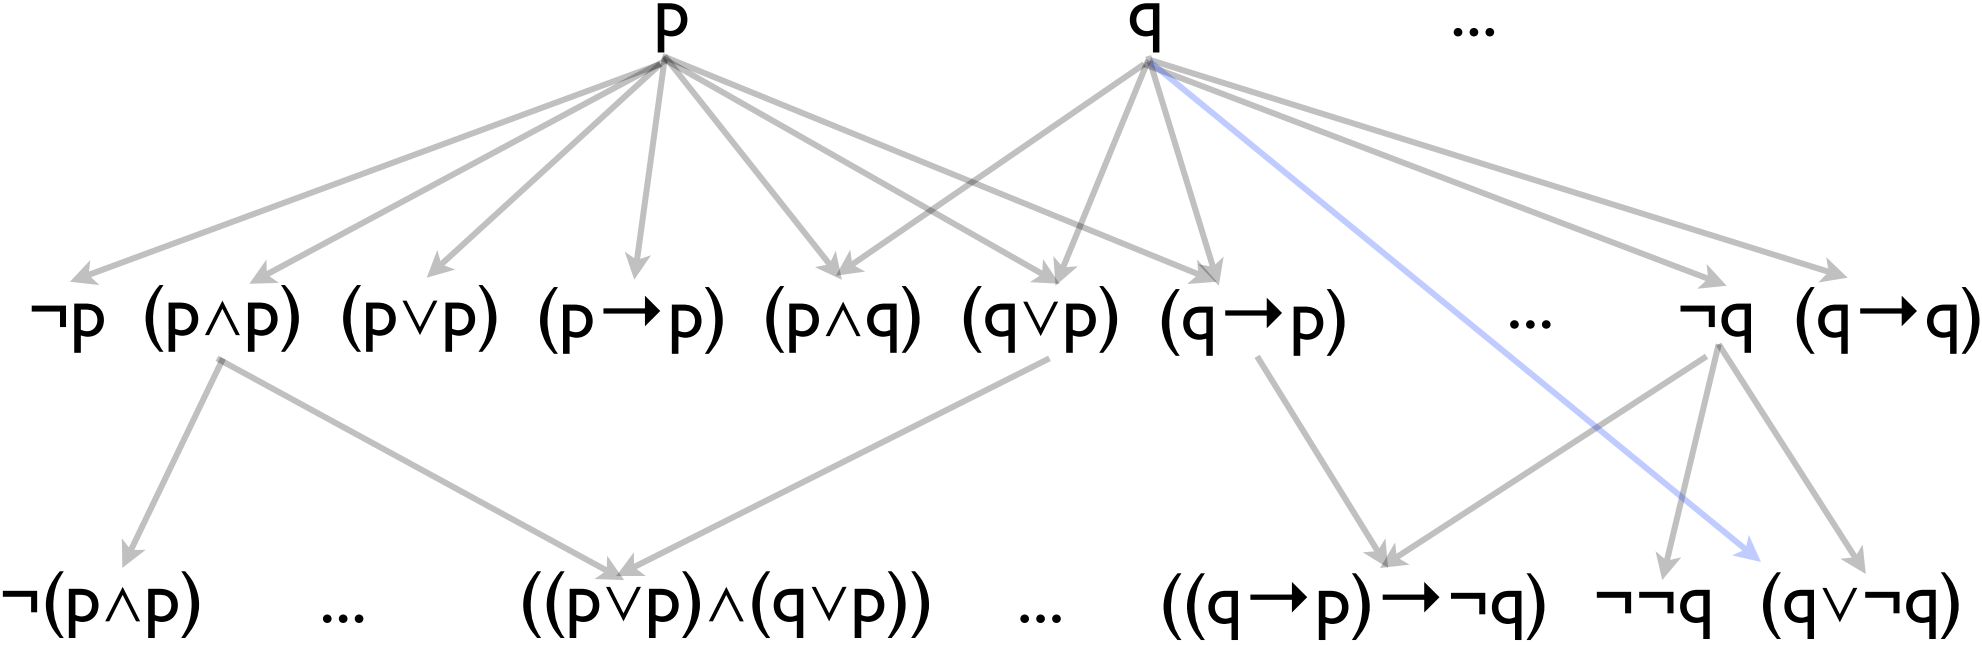 p q ...
¬p (p∧p) (p∨p) (p→p) (p∧q) (q∨p) (q→p) ... ¬q (q→q)
¬(p∧p) ... ((p∨p)∧(q∨p)) ... ((q→p)→¬q) ¬¬q (q∨¬q)